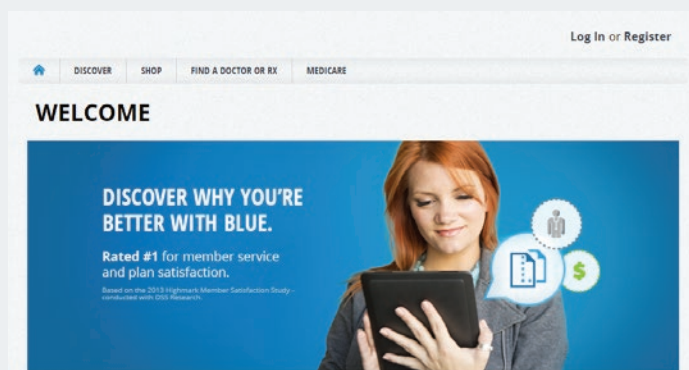 Log In or Register
DISCOVER SHOP FIND A DOCTOR OR RX MEDICARE
WELCOME
DISCOVER WHY YOU'RE
BETTER WITH BLUE.
Rated #1 for member service
and plan satisfaction.
Based on the 2013 Highmark Member Satisfaction Study -
conducted with DSS Research.
$